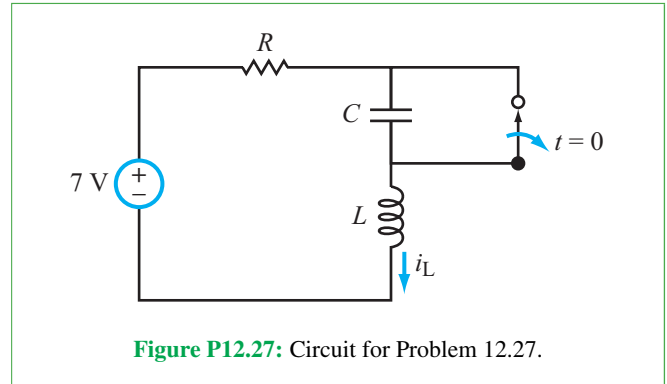 R
C
t = 0
7 V
+
−
L
iL
Figure P12.27: Circuit for Problem 12.27.